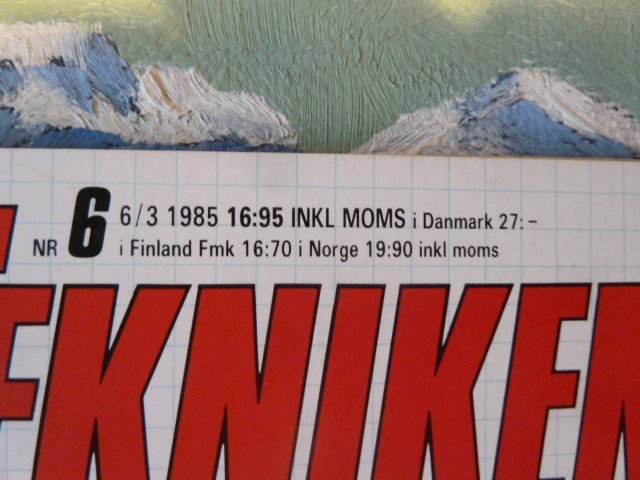 NR 6 6/3 1985 16:95 INKL MOMS i Danmark 27:–
i Finland Fmk 16:70 i Norge 19:90 inkl moms
EKNIKEN